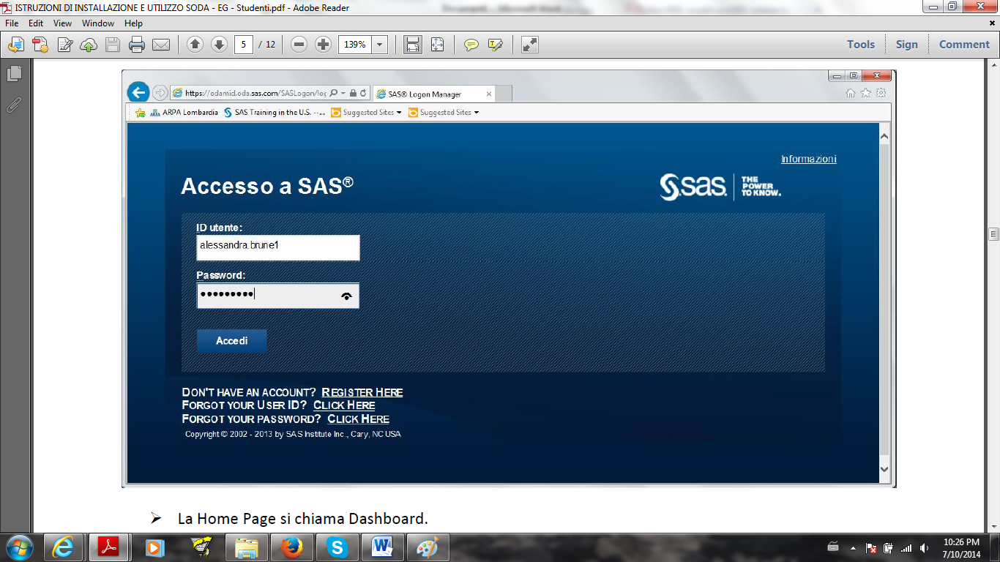 ISTRUZIONI DI INSTALLAZIONE E UTILIZZO SODA - EG - Studenti.pdf - Adobe Reader
File Edit View Window Help
5 / 12 139% Tools Sign Comment
https://odamid.oda.sas.com/SASLogon/log SAS® Logon Manager
ARPA Lombardia SAS Training in the U.S. --... Suggested Sites Suggested Sites
Informazioni
Accesso a SAS®
sas. THE POWER TO KNOW.
ID utente:
alessandra.brune1
Password:
Accedi
DON'T HAVE AN ACCOUNT? REGISTER HERE
FORGOT YOUR USER ID? CLICK HERE
FORGOT YOUR PASSWORD? CLICK HERE
Copyright © 2002 - 2013 by SAS Institute Inc., Cary, NC USA
➢ La Home Page si chiama Dashboard.
10:26 PM
7/10/2014